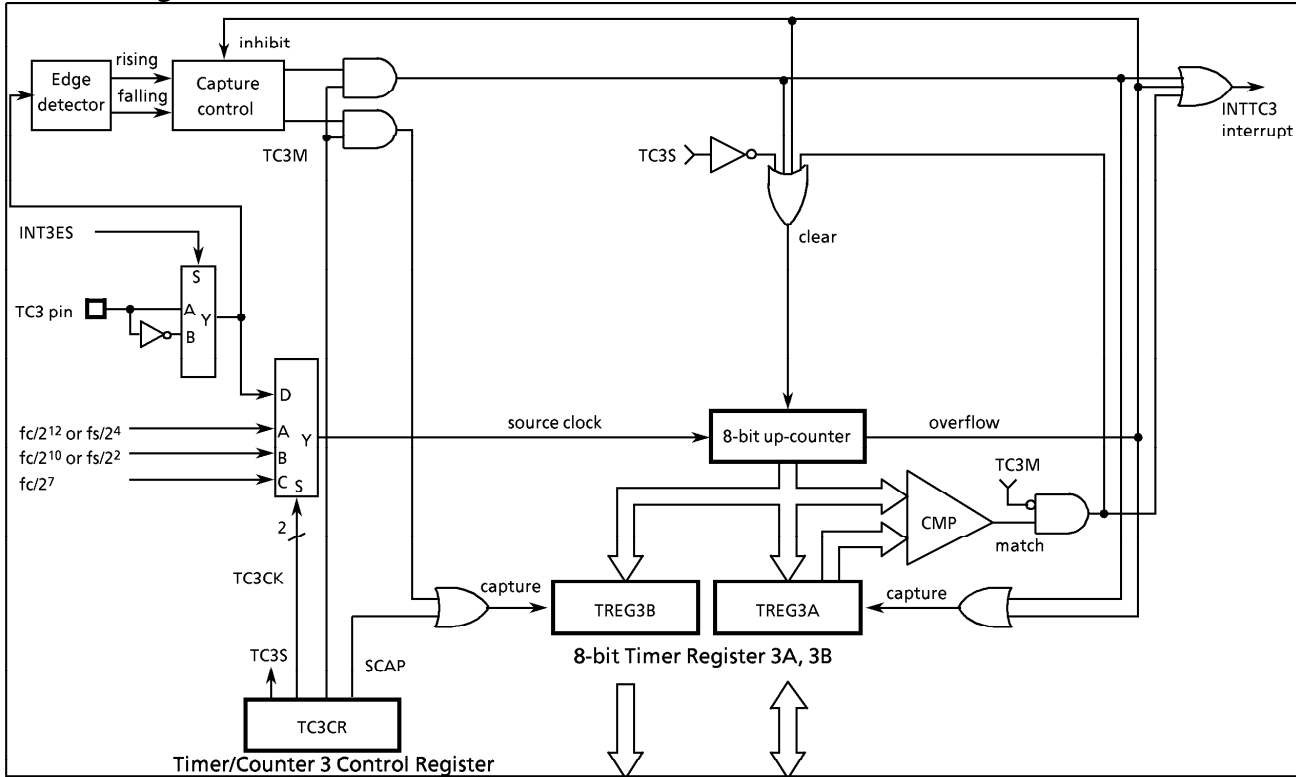 inhibit
rising
Edge
detector
Capture
control
falling
INTTC3
interrupt
TC3M
TC3S
clear
INT3ES
S
TC3 pin
A
Y
B
D
fc/2¹² or fs/2⁴
A
Y
source clock
8-bit up-counter
overflow
fc/2¹⁰ or fs/2²
B
fc/2⁷
C
S
TC3M
CMP
match
2
TC3CK
capture
TREG3B
TREG3A
capture
TC3S
SCAP
8-bit Timer Register 3A, 3B
TC3CR
Timer/Counter 3 Control Register